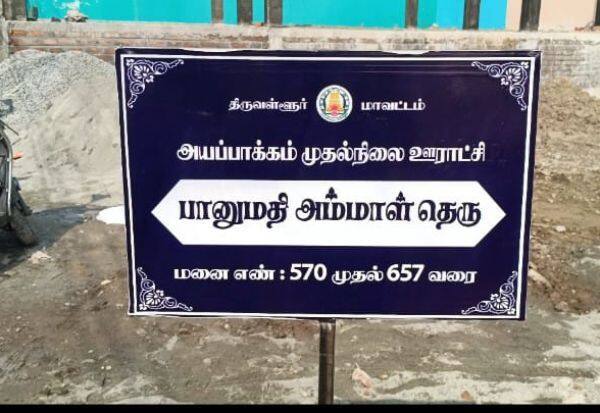 திருவள்ளூர் மாவட்டம்
அயப்பாக்கம் முதல்நிலை ஊராட்சி
பானுமதி அம்மாள் தெரு
மனை எண் : 570 முதல் 657 வரை